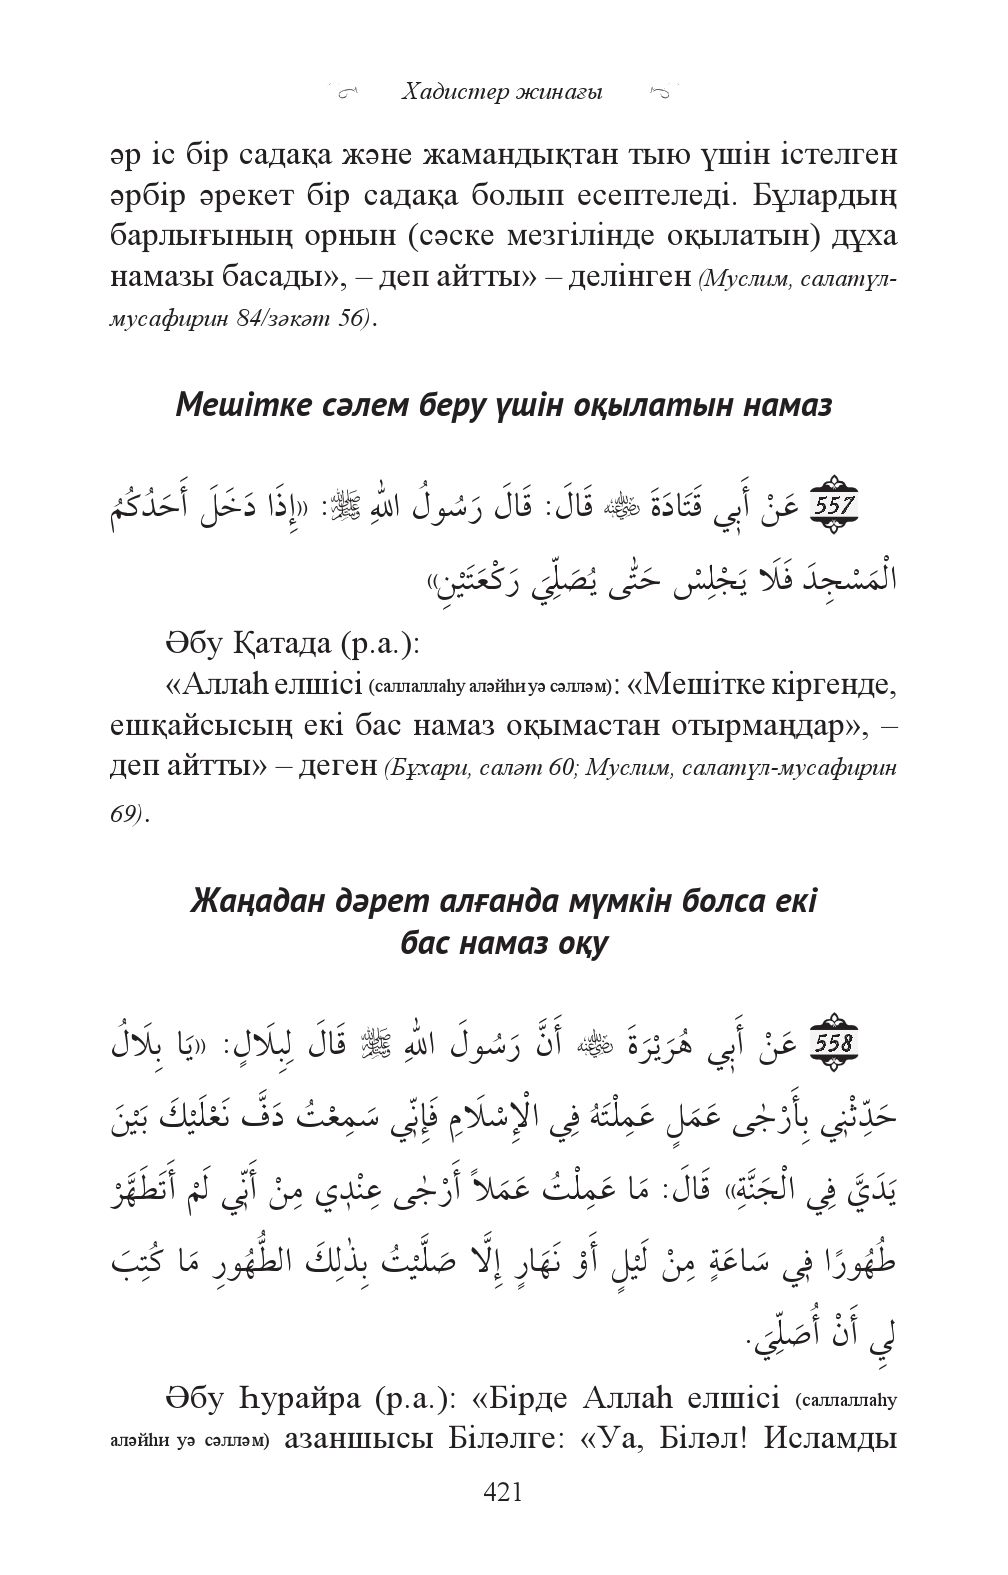 Хадистер жинағы
әр іс бір садақа және жамандықтан тыю үшін істелген
әрбір әрекет бір садақа болып есептеледі. Бұлардың
барлығының орнын (сәске мезгілінде оқылатын) дұха
намазы басады», – деп айтты» – делінген (Муслим, салатүл-
мусафирин 84/зәкәт 56).
Мешітке сәлем беру үшін оқылатын намаз
557 عَنْ أَبِي قَتَادَةَ ﷜ قَالَ: قَالَ رَسُولُ اللهِ ﷺ: «إِذَا دَخَلَ أَحَدُكُمُ
الْمَسْجِدَ فَلَا يَجْلِسْ حَتّٰى يُصَلِّيَ رَكْعَتَيْنِ»
Әбу Қатада (р.а.):
«Аллаһ елшісі (саллаллаһу аләйһи уә сәлләм): «Мешітке кіргенде,
ешқайсысың екі бас намаз оқымастан отырмаңдар», –
деп айтты» – деген (Бұхари, саләт 60; Муслим, салатүл-мусафирин
69).
Жаңадан дәрет алғанда мүмкін болса екі
бас намаз оқу
558 عَنْ أَبِي هُرَيْرَةَ ﷜ أَنَّ رَسُولَ اللهِ ﷺ قَالَ لِبِلَالٍ: «يَا بِلَالُ
حَدِّثْنِي بِأَرْجٰى عَمَلٍ عَمِلْتَهُ فِي الْإِسْلَامِ فَإِنِّي سَمِعْتُ دَفَّ نَعْلَيْكَ بَيْنَ
يَدَيَّ فِي الْجَنَّةِ» قَالَ: مَا عَمِلْتُ عَمَلاً أَرْجٰى عِنْدِي مِنْ أَنِّي لَمْ أَتَطَهَّرْ
طُهُورًا فِي سَاعَةٍ مِنْ لَيْلٍ أَوْ نَهَارٍ إِلَّا صَلَّيْتُ بِذٰلِكَ الطُّهُورِ مَا كُتِبَ
لِي أَنْ أُصَلِّيَ.
Әбу Һурайра (р.а.): «Бірде Аллаһ елшісі (саллаллаһу
аләйһи уә сәлләм) азаншысы Біләлге: «Уа, Біләл! Исламды
421